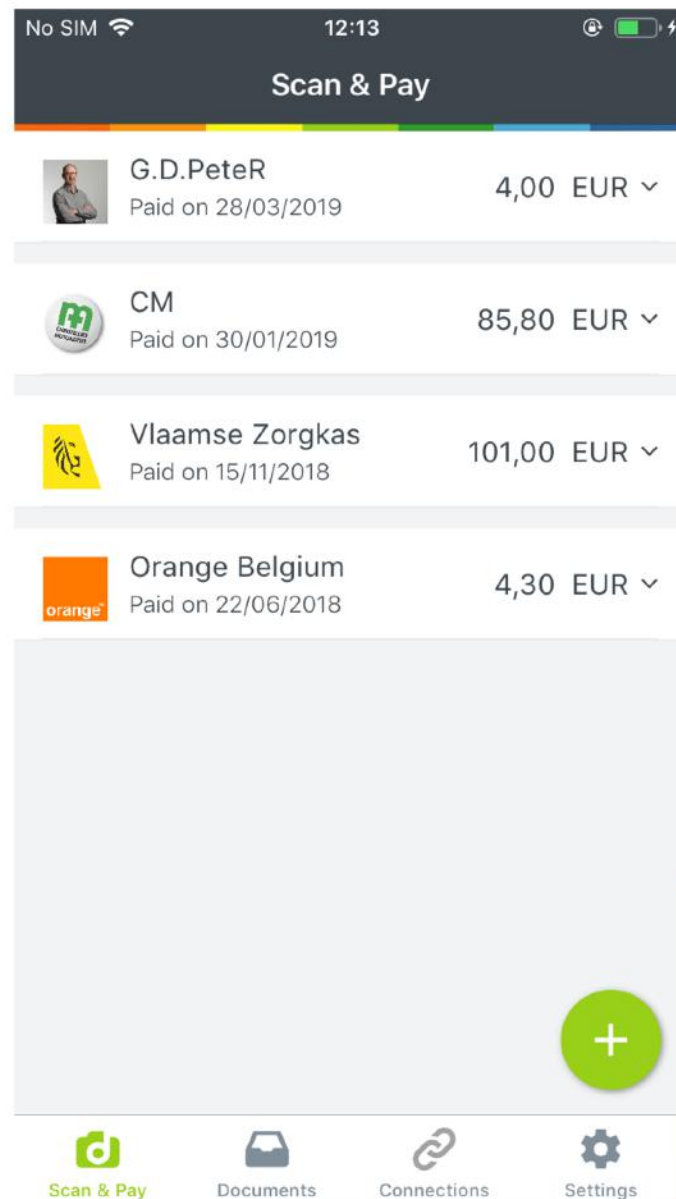 No SIM 12:13
Scan & Pay
G.D.PeteR
4,00 EUR
Paid on 28/03/2019
CM
85,80 EUR
Paid on 30/01/2019
Vlaamse Zorgkas
101,00 EUR
Paid on 15/11/2018
Orange Belgium
4,30 EUR
Paid on 22/06/2018
orange
Scan & Pay Documents Connections Settings